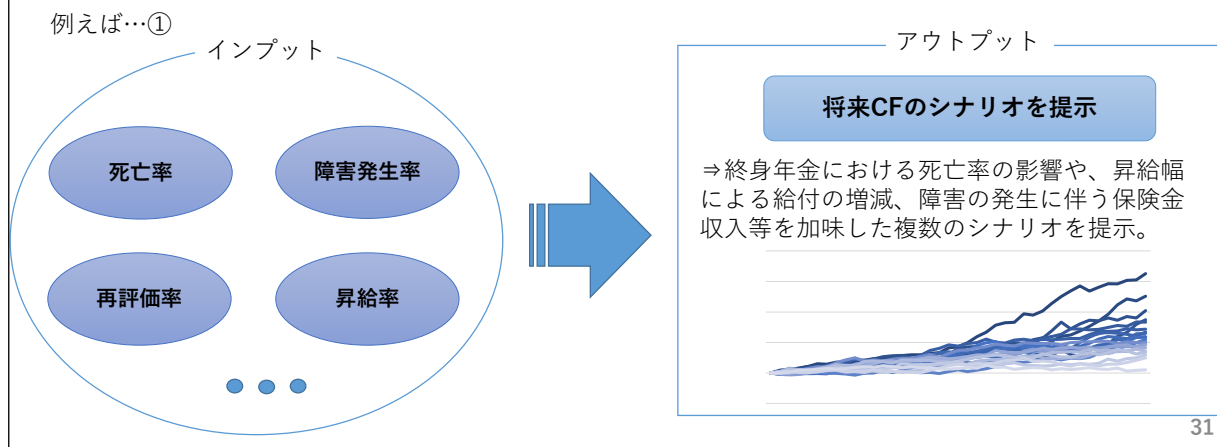 例えば…①
インプット
死亡率
障害発生率
再評価率
昇給率
アウトプット
将来CFのシナリオを提示
⇒終身年金における死亡率の影響や、昇給幅
による給付の増減、障害の発生に伴う保険金
収入等を加味した複数のシナリオを提示。
31